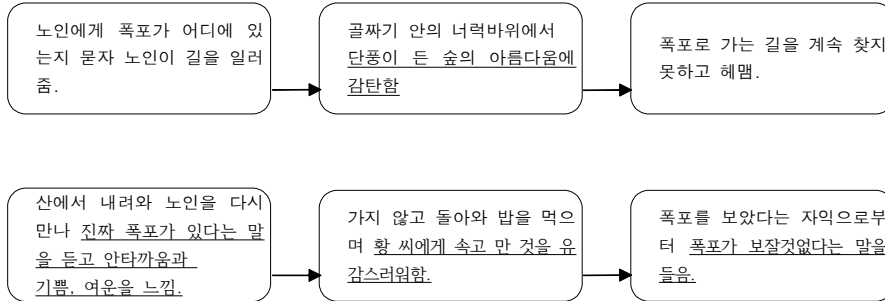 노인에게 폭포가 어디에 있
는지 묻자 노인이 길을 일러
줌.
골짜기 안의 너럭바위에서
단풍이 든 숲의 아름다움에
감탄함
폭포로 가는 길을 계속 찾지
못하고 헤맴.
산에서 내려와 노인을 다시
만나 진짜 폭포가 있다는 말
을 듣고 안타까움과
기쁨, 여운을 느낌.
가지 않고 돌아와 밥을 먹으
며 황 씨에게 속고 만 것을 유
감스러워함.
폭포를 보았다는 자익으로부
터 폭포가 보잘것없다는 말을
들음.